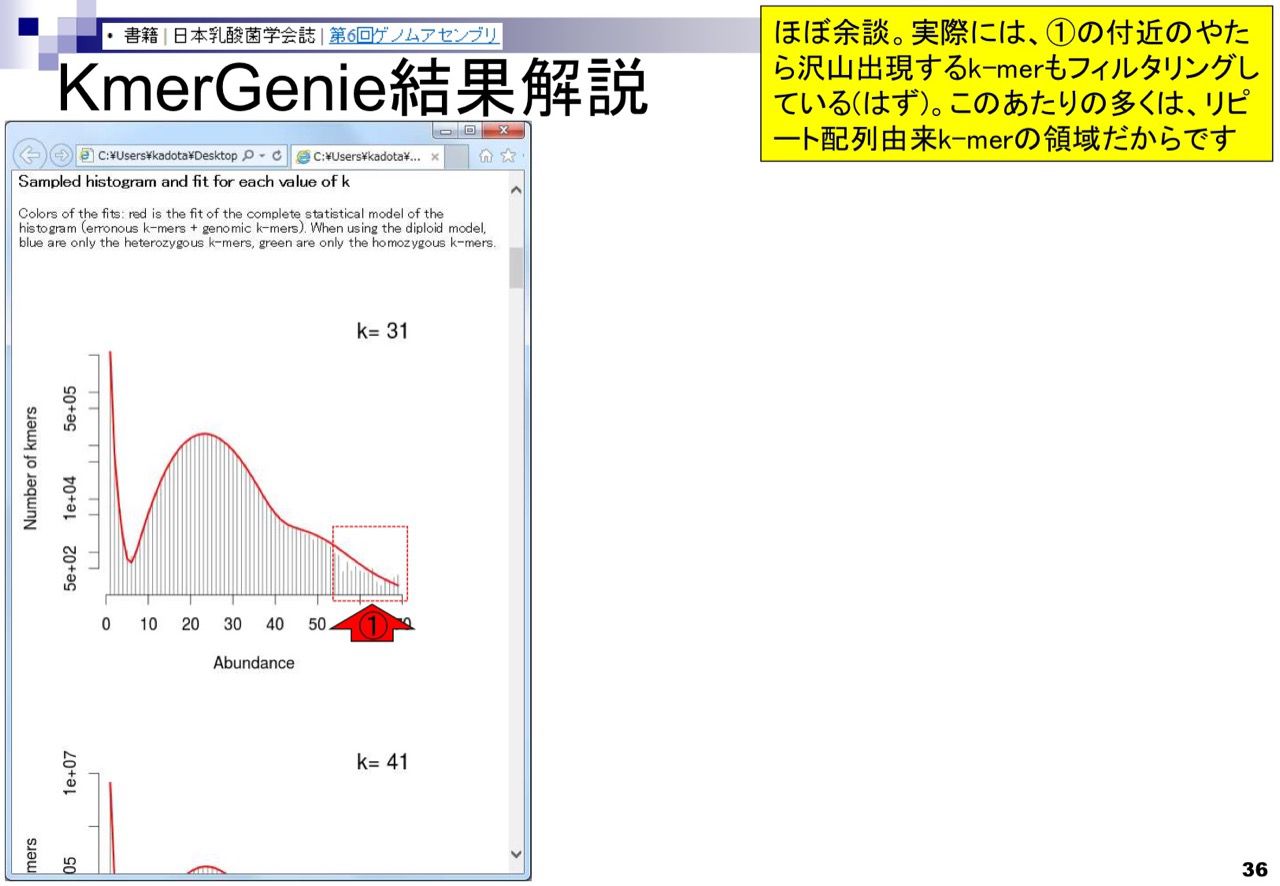 • 書籍 | 日本乳酸菌学会誌 | 第6回ゲノムアセンブリ
KmerGenie結果解説
ほぼ余談。実際には、①の付近のやた
ら沢山出現するk-merもフィルタリングし
ている(はず)。このあたりの多くは、リピ
ート配列由来k-merの領域だからです
C:¥Users¥kadota¥Desktop
C:¥Users¥kadota¥...
Sampled histogram and fit for each value of k
Colors of the fits: red is the fit of the complete statistical model of the
histogram (erronous k-mers + genomic k-mers). When using the diploid model,
blue are only the heterozygous k-mers, green are only the homozygous k-mers.
k= 31
Number of kmers
5e+05
1e+04
5e+02
0 10 20 30 40 50
①
Abundance
k= 41
1e+07
36